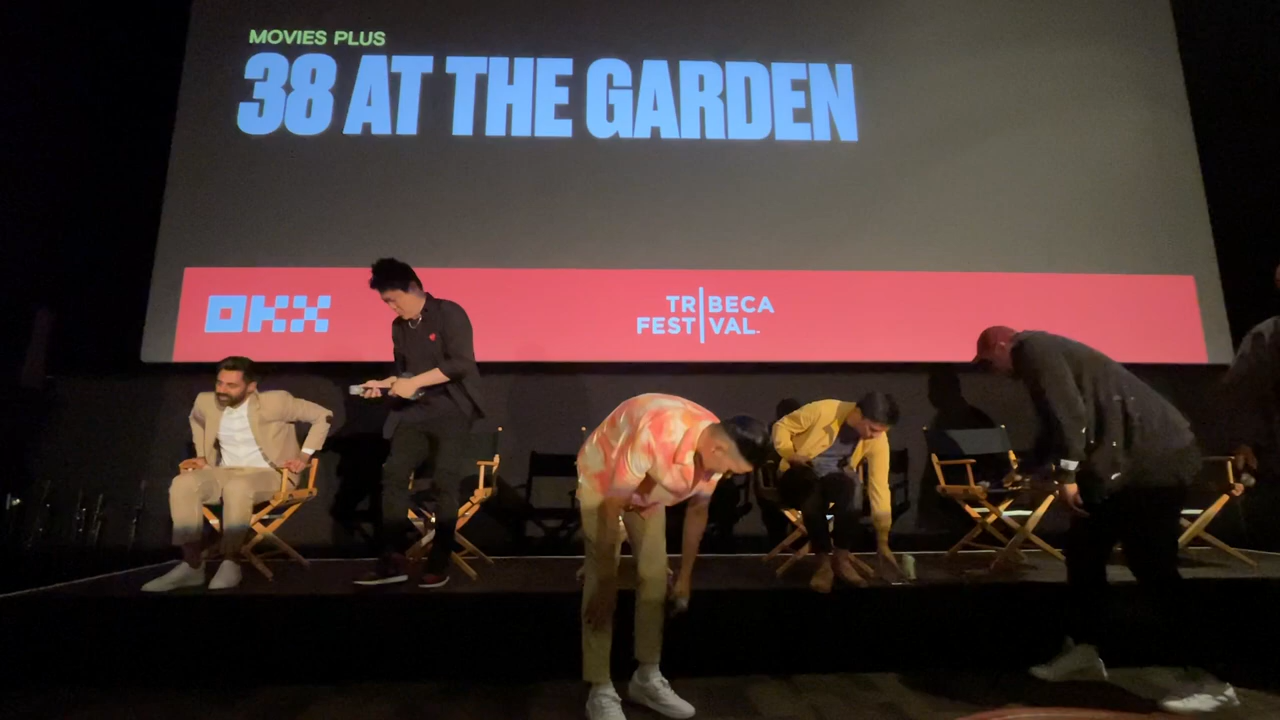 MOVIES PLUS
38 AT THE GARDEN
OKX
TRIBECA
FESTIVAL